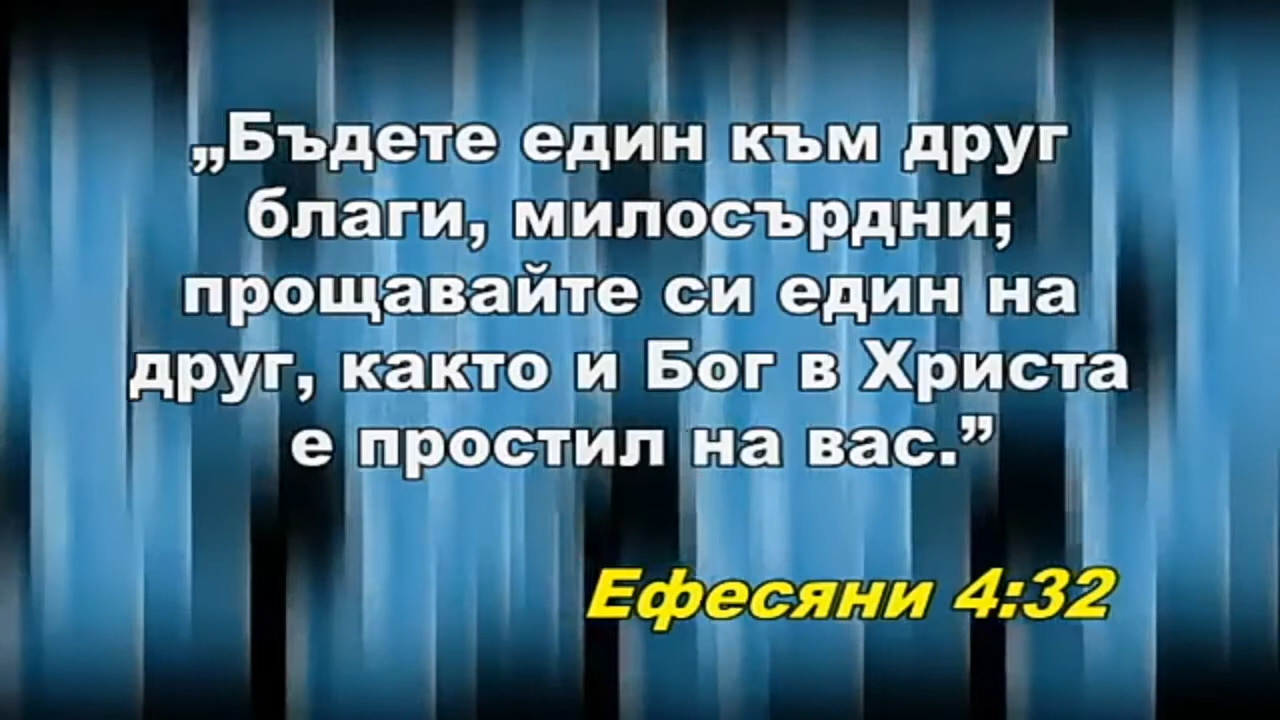 „Бъдете един към друг
благи, милосърдни;
прощавайте си един на
друг, както и Бог в Христа
е простил на вас.”
Ефесяни 4:32